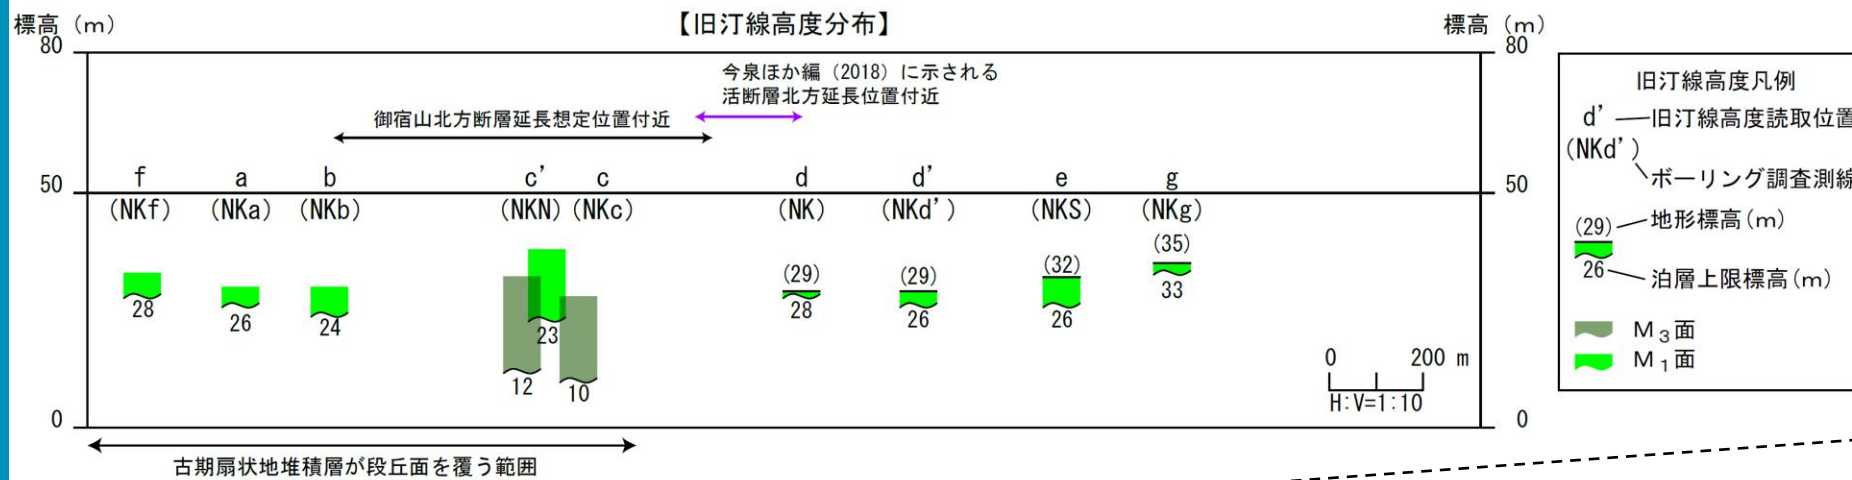 標高（m）
【旧汀線高度分布】
標高（m）
80
80
今泉ほか編（2018）に示される
活断層北方延長位置付近
御宿山北方断層延長想定位置付近
f a b c' c d d' e g
50
50
(NKf) (NKa) (NKb) (NKN) (NKc) (NK) (NKd') (NKS) (NKg)
(29) (29) (32) (35)
28 26 24 23 12 10 28 26 26 33
0 200 m
H:V=1:10
0
0
古期扇状地堆積層が段丘面を覆う範囲
旧汀線高度凡例
d' 旧汀線高度読取位置
(NKd')
ボーリング調査測線
(29) 地形標高(m)
26 泊層上限標高(m)
M₃面
M₁面